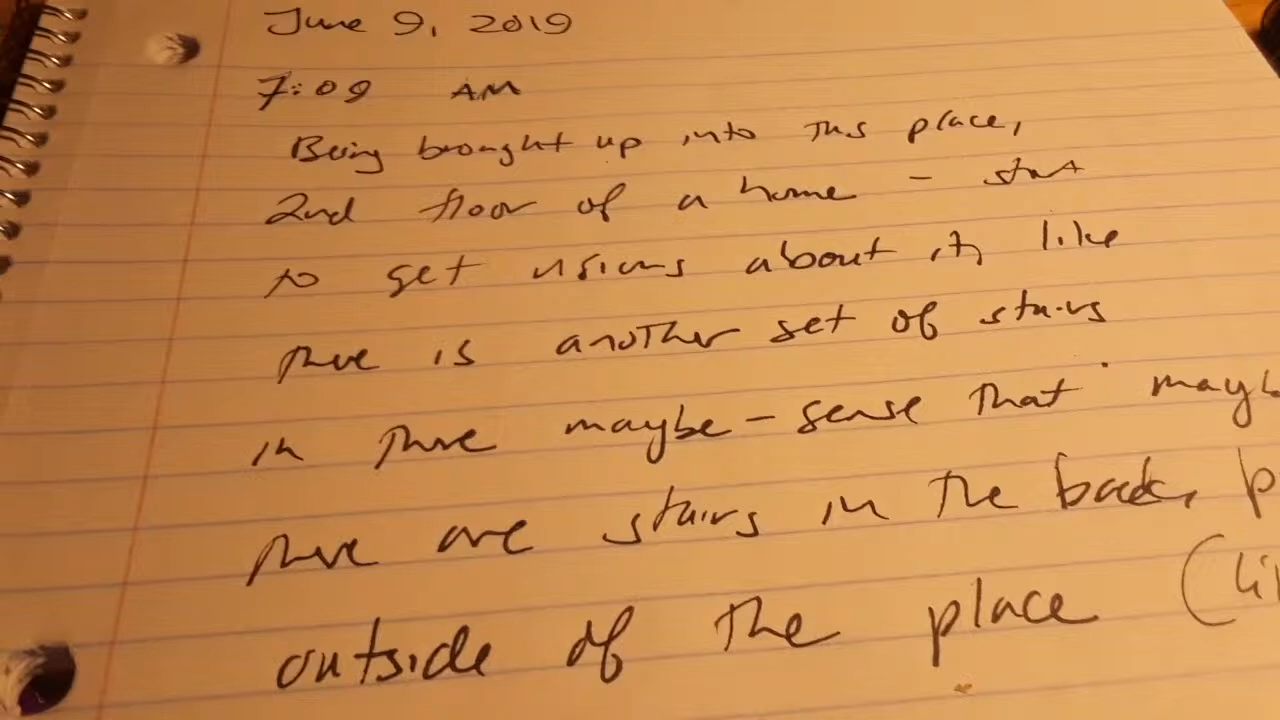 June 9, 2019
7:09 AM
Being brought up into this place,
2nd floor of a home - start
to get visions about it, like
there is another set of stairs
in there maybe - sense that maybe
there are stairs in the back,
outside of the place